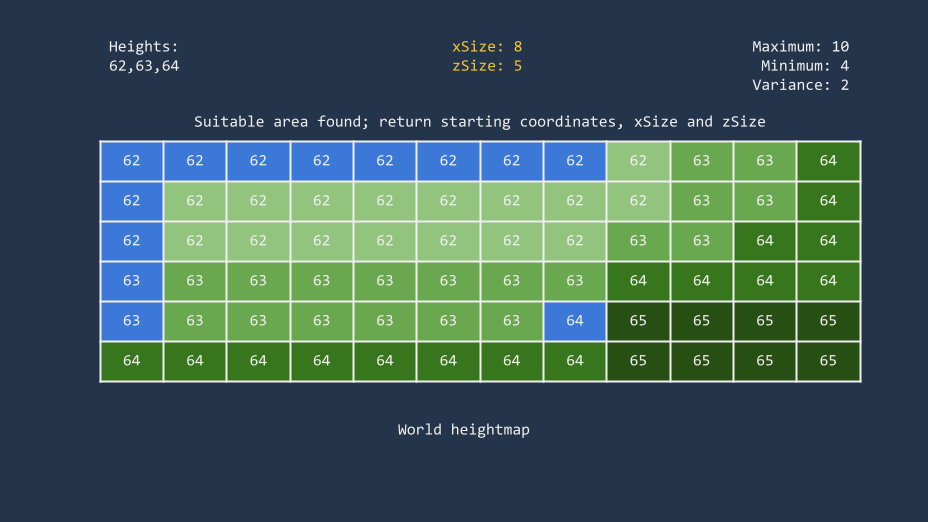 Heights:
62,63,64
xSize: 8
zSize: 5
Maximum: 10
Minimum: 4
Variance: 2
Suitable area found; return starting coordinates, xSize and zSize
62 62 62 62 62 62 62 62 62 63 63 64
62 62 62 62 62 62 62 62 62 63 63 64
62 62 62 62 62 62 62 62 63 63 64 64
63 63 63 63 63 63 63 63 64 64 64 64
63 63 63 63 63 63 63 64 65 65 65 65
64 64 64 64 64 64 64 64 65 65 65 65
World heightmap